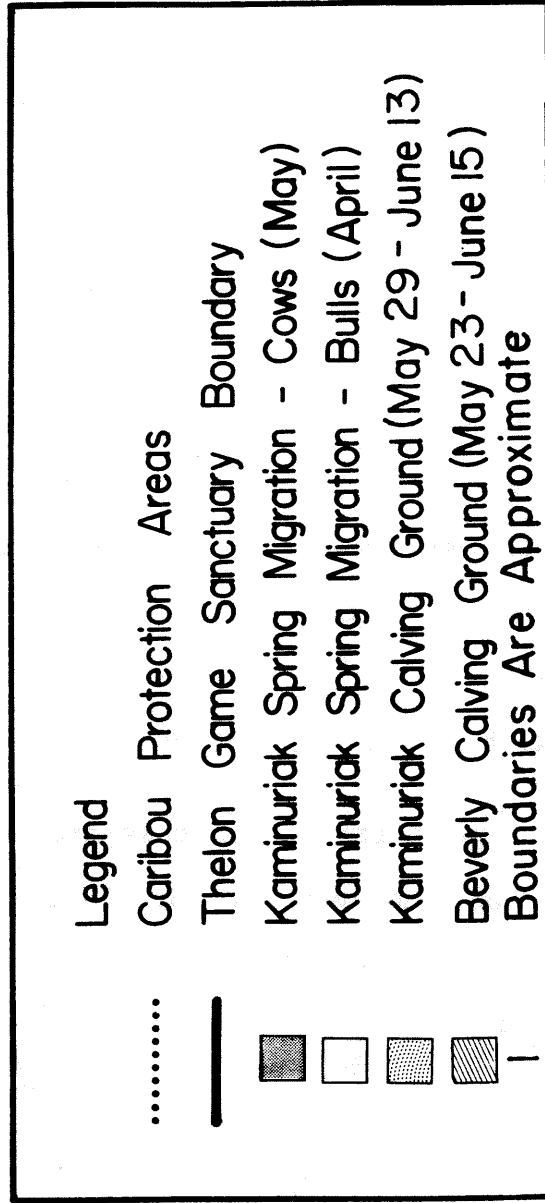 Legend
Caribou Protection Areas
Thelon Game Sanctuary Boundary
Kaminuriak Spring Migration - Cows (May)
Kaminuriak Spring Migration - Bulls (April)
Kaminuriak Calving Ground (May 29 - June 13)
Beverly Calving Ground (May 23 - June 15)
- Boundaries Are Approximate